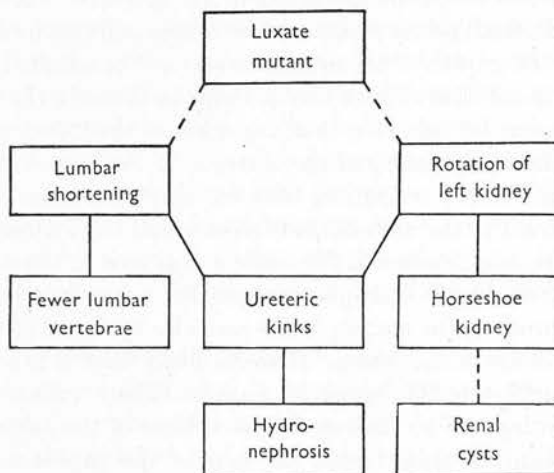 Luxate
mutant
Lumbar
shortening
Rotation of
left kidney
Fewer lumbar
vertebrae
Ureteric
kinks
Horseshoe
kidney
Hydro-
nephrosis
Renal
cysts